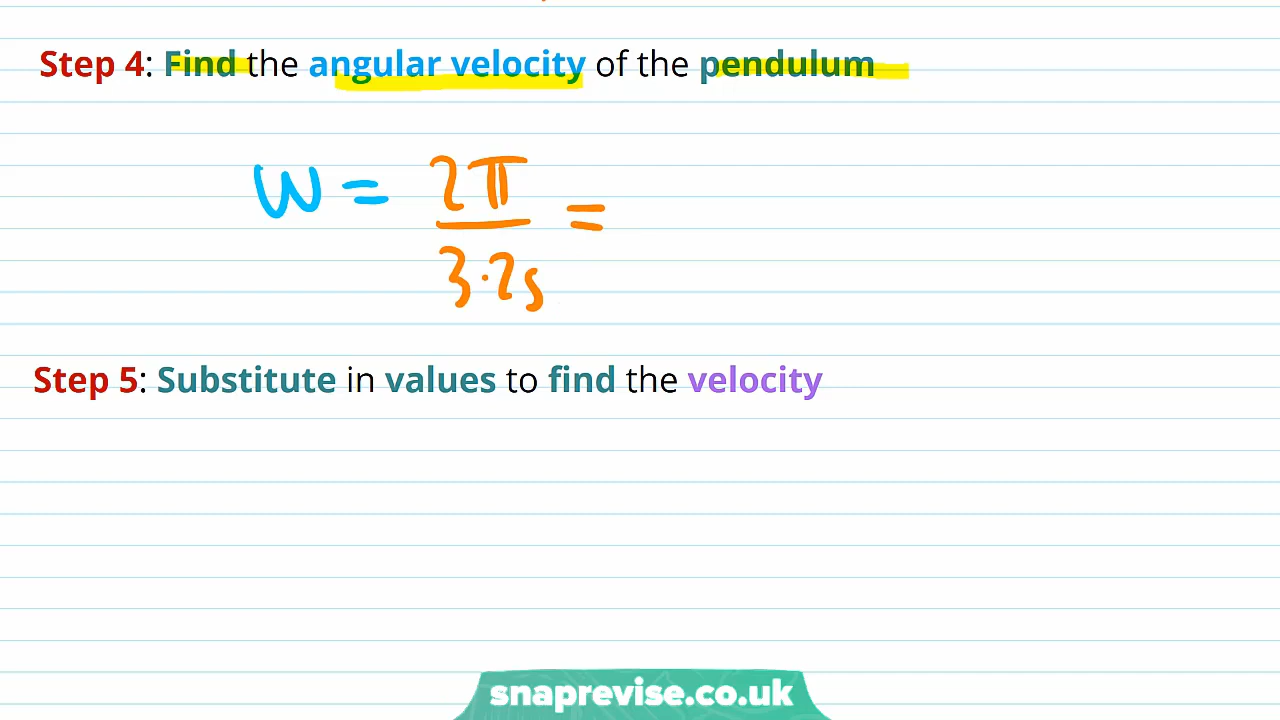 Step 4: Find the angular velocity of the pendulum
ω = 2π / 3.2s =
Step 5: Substitute in values to find the velocity
snaprevise.co.uk